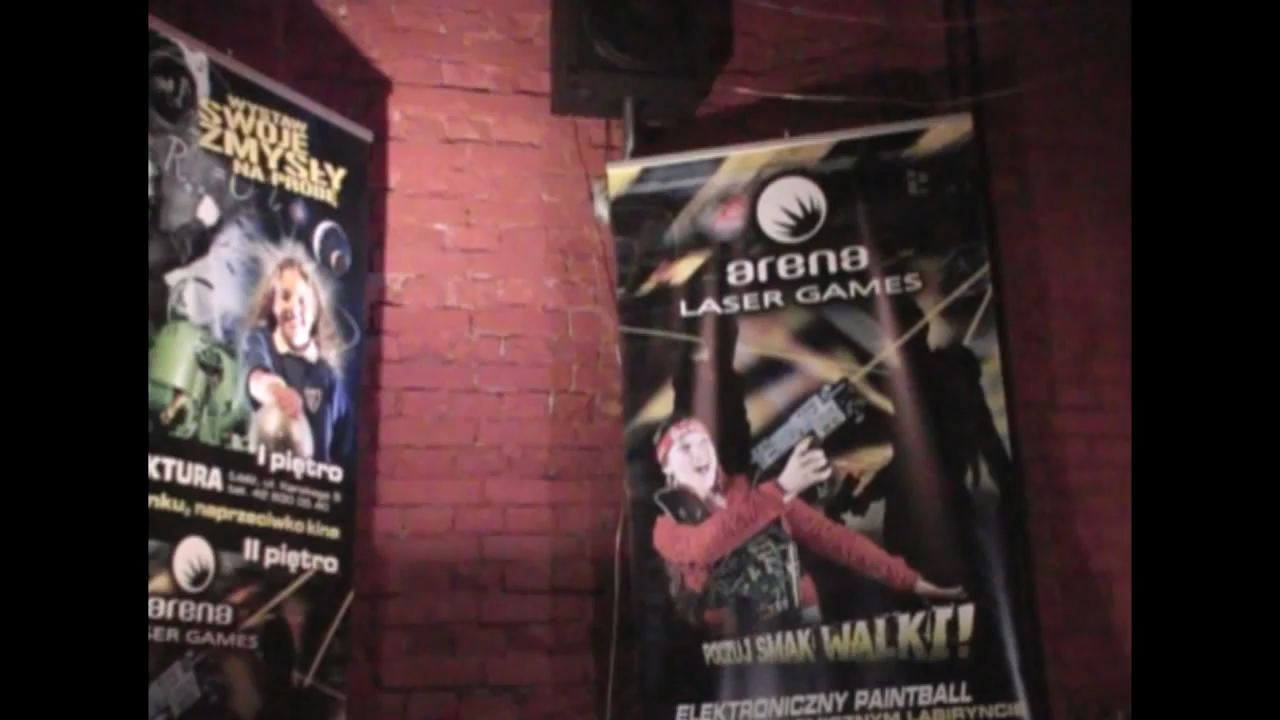 WYSTAW
SWOJE
ZMYSŁY
NA PRÓBĘ
I piętro
KTURA
nku, naprzeciwko kina
II piętro
arena
SER GAMES
arena
LASER GAMES
POCZUJ SMAK WALKI!
ELEKTRONICZNY PAINTBALL
LABIRYNCIE